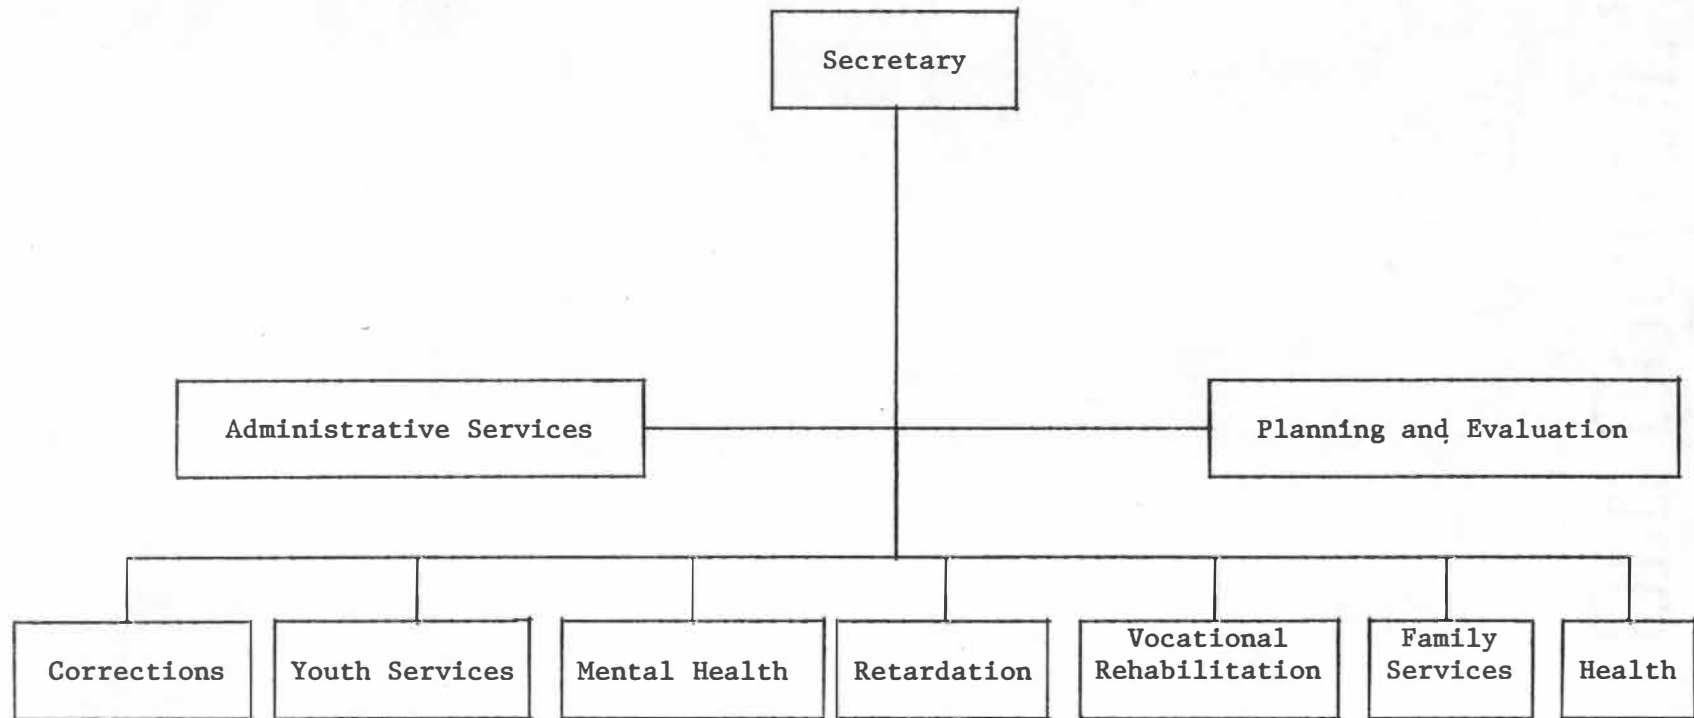 Secretary
Administrative Services
Planning and Evaluation
Corrections
Youth Services
Mental Health
Retardation
Vocational
Rehabilitation
Family
Services
Health